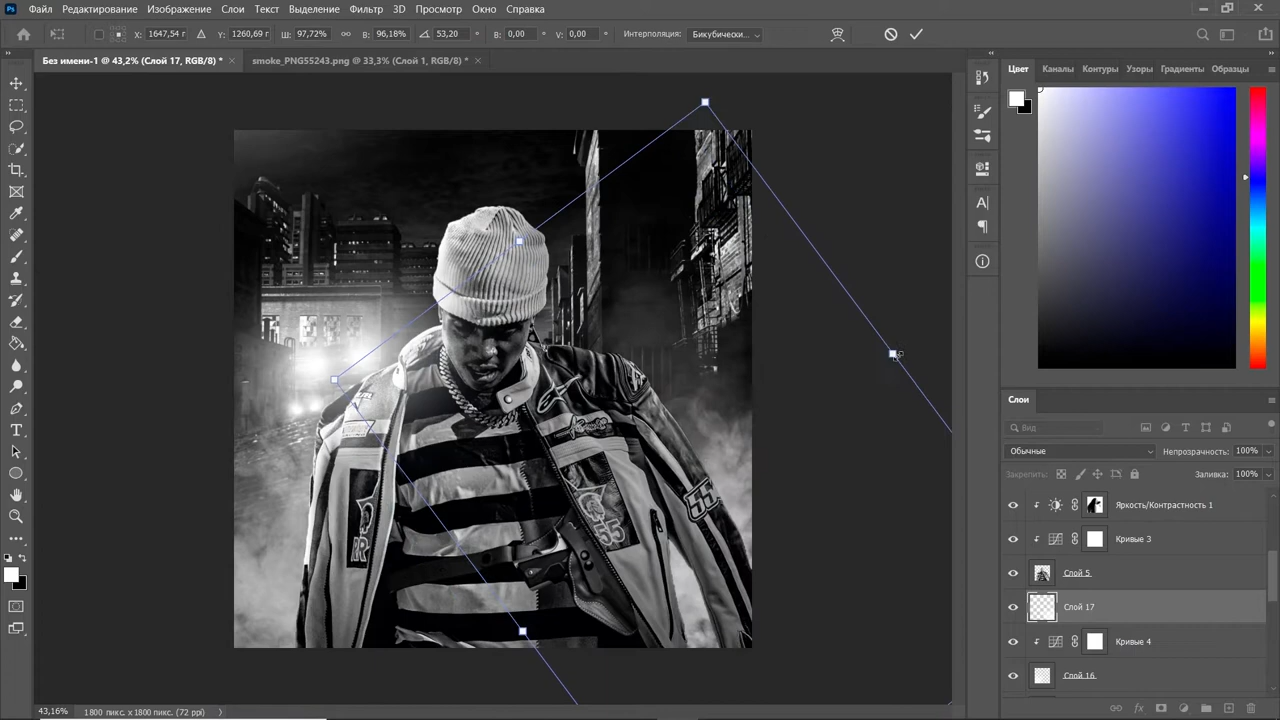 Ps Файл Редактирование Изображение Слои Текст Выделение Фильтр 3D Просмотр Окно Справка
X: 1647,54 г Y: 1260,69 г Ш: 97,72% В: 96,18% 53,20 ° В: 0,00 ° V: 0,00 ° Интерполяция: Бикубически...
Без имени-1 @ 43,2% (Слой 17, RGB/8) * × smoke_PNG55243.png @ 33,3% (Слой 1, RGB/8) * ×
Цвет Каналы Контуры Узоры Градиенты Образцы
55
55
Слои
Вид
Обычные Непрозрачность: 100%
Закрепить: Заливка: 100%
Яркость/Контрастность 1
Кривые 3
Слой 5
Слой 17
Кривые 4
Слой 16
43,16% 1800 пикс. x 1800 пикс. (72 ppi)